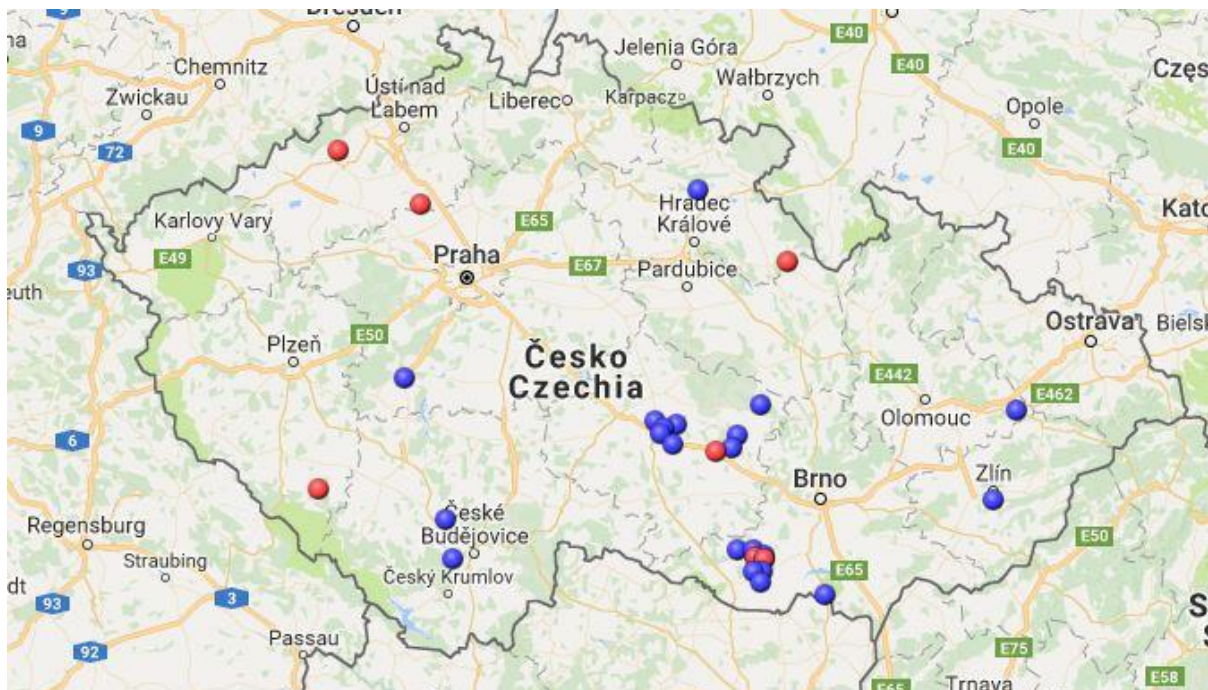 Dresden
E40
Jelenia Góra
Chemnitz
E40
Ústí nad
Labem
Wałbrzych
Częs
Zwickau
Liberec
Karpacz
Opole
9
72
E40
Hradec
Králové
Karlovy Vary
E65
Kato
Praha
E49
93
E67
Pardubice
euth
E50
Ostrava
Bielsk
Plzeň
Česko
Czechia
E442
E462
Olomouc
6
Brno
Zlín
České
Budějovice
Regensburg
E50
Straubing
Český Krumlov
E65
dt
93
3
E75
S
Passau
92
Trnava
E65
E58